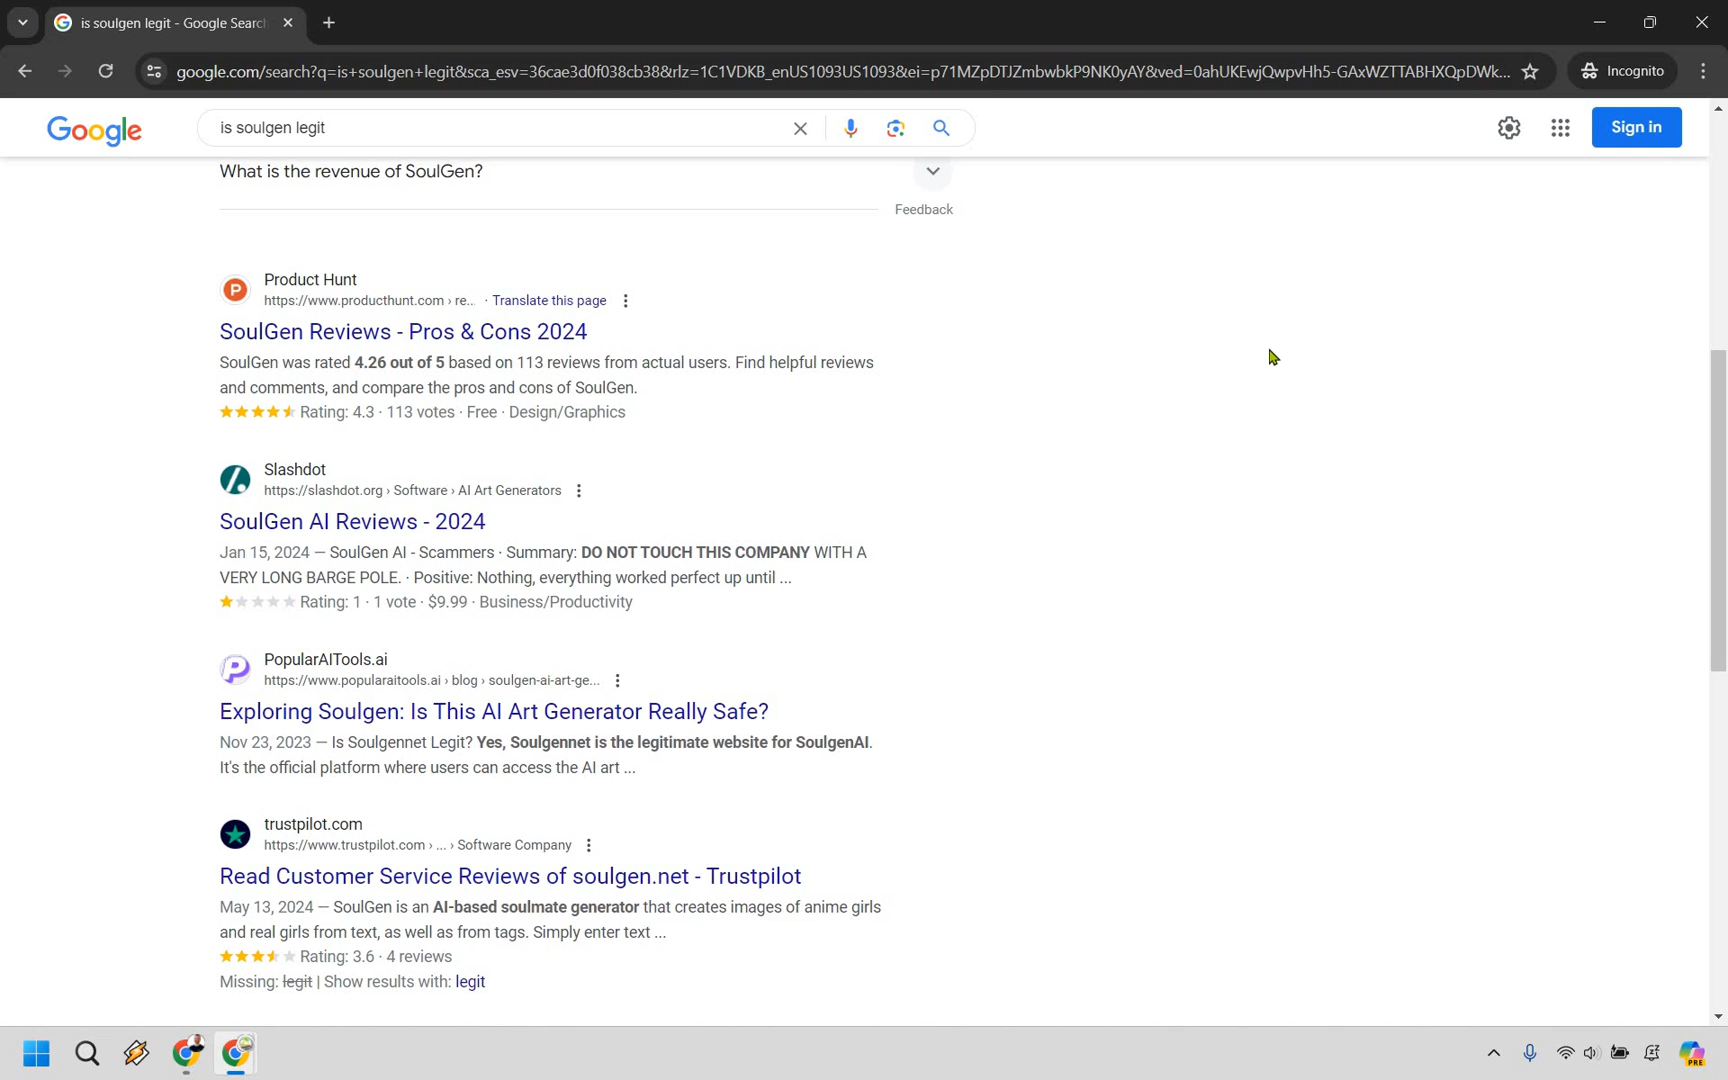 is soulgen legit - Google Search
google.com/search?q=is+soulgen+legit&sca_esv=36cae3d0f038cb38&rlz=1C1VDKB_enUS1093US1093&ei=p71MZpDTJZmbwbkP9NK0yAY&ved=0ahUKEwjQwpvHh5-GAxWZTTABHXQpDWk...
Incognito
Google
is soulgen legit
Sign in
What is the revenue of SoulGen?
Feedback
Product Hunt
https://www.producthunt.com › re... · Translate this page
SoulGen Reviews - Pros & Cons 2024
SoulGen was rated 4.26 out of 5 based on 113 reviews from actual users. Find helpful reviews
and comments, and compare the pros and cons of SoulGen.
Rating: 4.3 · 113 votes · Free · Design/Graphics
Slashdot
https://slashdot.org › Software › AI Art Generators
SoulGen AI Reviews - 2024
Jan 15, 2024 — SoulGen AI - Scammers · Summary: DO NOT TOUCH THIS COMPANY WITH A
VERY LONG BARGE POLE. · Positive: Nothing, everything worked perfect up until ...
Rating: 1 · 1 vote · $9.99 · Business/Productivity
PopularAITools.ai
https://www.popularaitools.ai › blog › soulgen-ai-art-ge...
Exploring Soulgen: Is This AI Art Generator Really Safe?
Nov 23, 2023 — Is Soulgennet Legit? Yes, Soulgennet is the legitimate website for SoulgenAI.
It's the official platform where users can access the AI art ...
trustpilot.com
https://www.trustpilot.com › ... › Software Company
Read Customer Service Reviews of soulgen.net - Trustpilot
May 13, 2024 — SoulGen is an AI-based soulmate generator that creates images of anime girls
and real girls from text, as well as from tags. Simply enter text ...
Rating: 3.6 · 4 reviews
Missing: legit | Show results with: legit
PRE